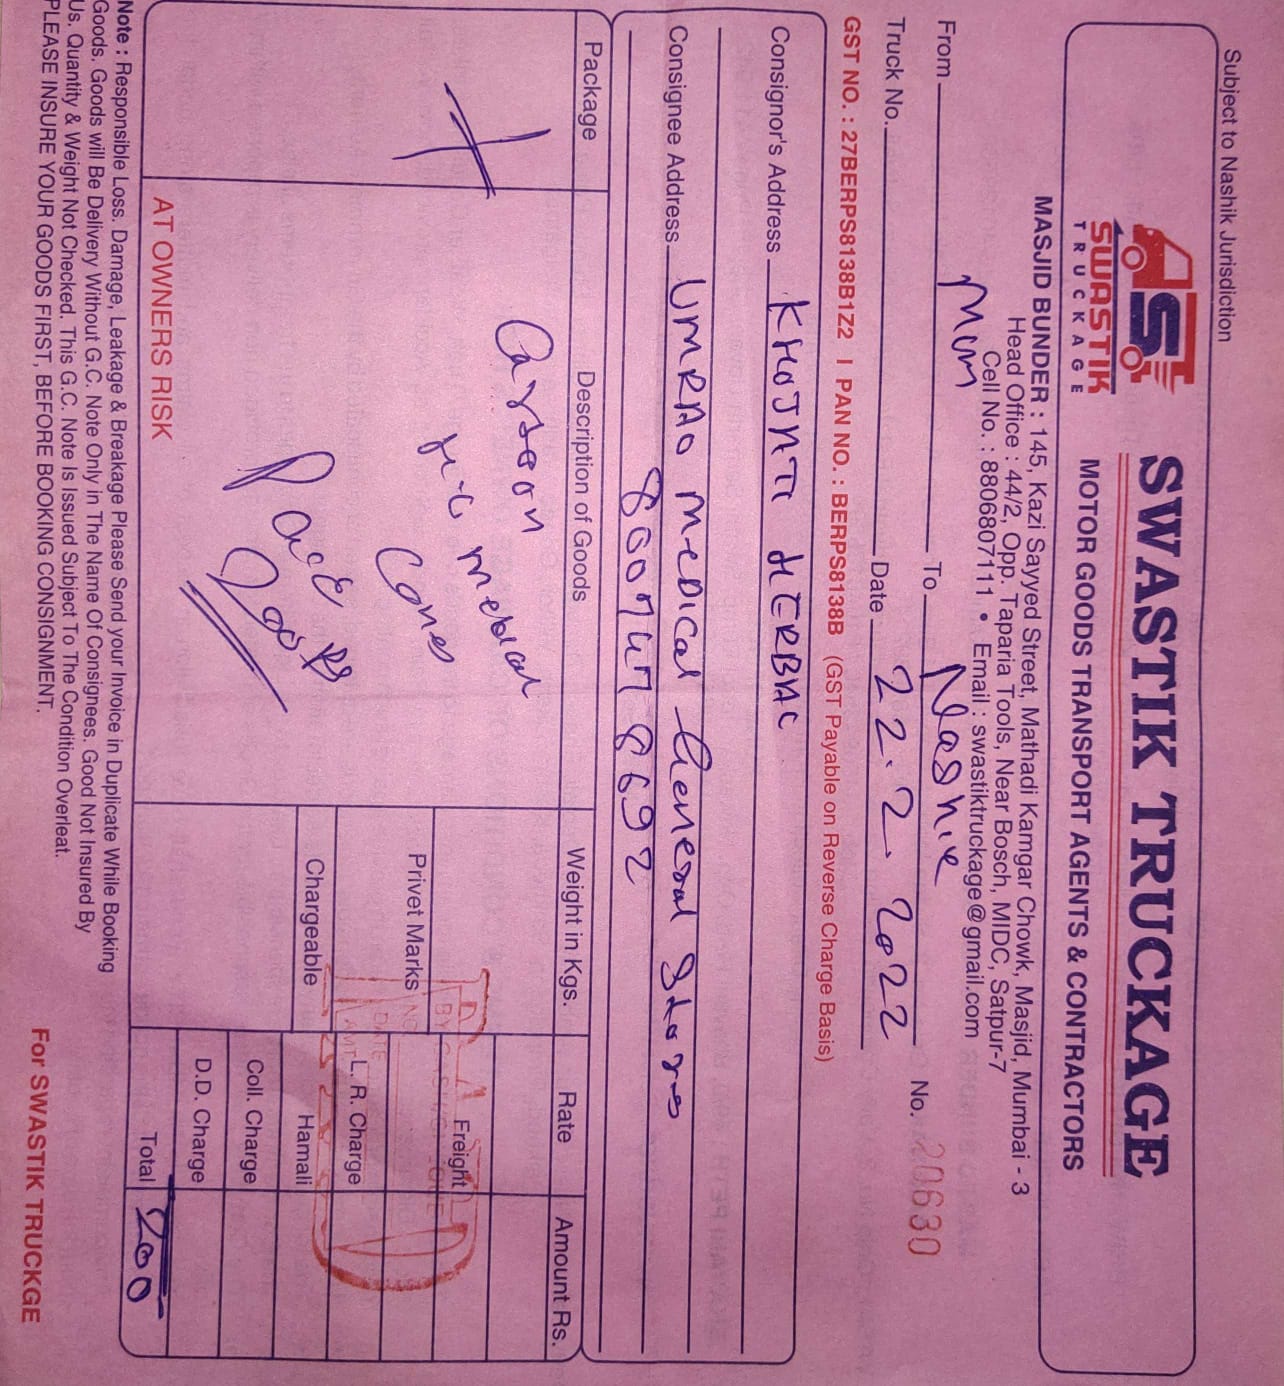 Subject to Nashik Jurisdiction
SWASTIK TRUCKAGE
SWASTIK
TRUCKAGE
MOTOR GOODS TRANSPORT AGENTS & CONTRACTORS
MASJID BUNDER : 145, Kazi Sayyed Street, Mathadi Kamgar Chowk, Masjid, Mumbai - 3
Head Office : 44/2, Opp. Taparia Tools, Near Bosch, MIDC, Satpur-7
Cell No. : 8806807111 • Email : swastiktruckage@gmail.com
From Mum To Nashik No. 20630
Truck No. Date 22.2.2022
GST NO. : 27BERPS8138B1Z2 I PAN NO. : BERPS8138B (GST Payable on Reverse Charge Basis)
Consignor's Address KHOJATI HERBAL
Consignee Address UMRAO medical General Stores
8007478692
Package Description of Goods Weight in Kgs. Rate Amount Rs.
Cartoon
medical
Freight
Privet Marks
L. R. Charge
Chargeable Hamali
Coll. Charge
D.D. Charge
AT OWNERS RISK
Total 200
Note : Responsible Loss. Damage, Leakage & Breakage Please Send your Invoice in Duplicate While Booking
Goods. Goods will Be Delivery Without G.C. Note Only in The Name Of Consignees. Good Not Insured By
Us. Quantity & Weight Not Checked. This G.C. Note Is Issued Subject To The Condition Overleat.
PLEASE INSURE YOUR GOODS FIRST, BEFORE BOOKING CONSIGNMENT.
For SWASTIK TRUCKGE